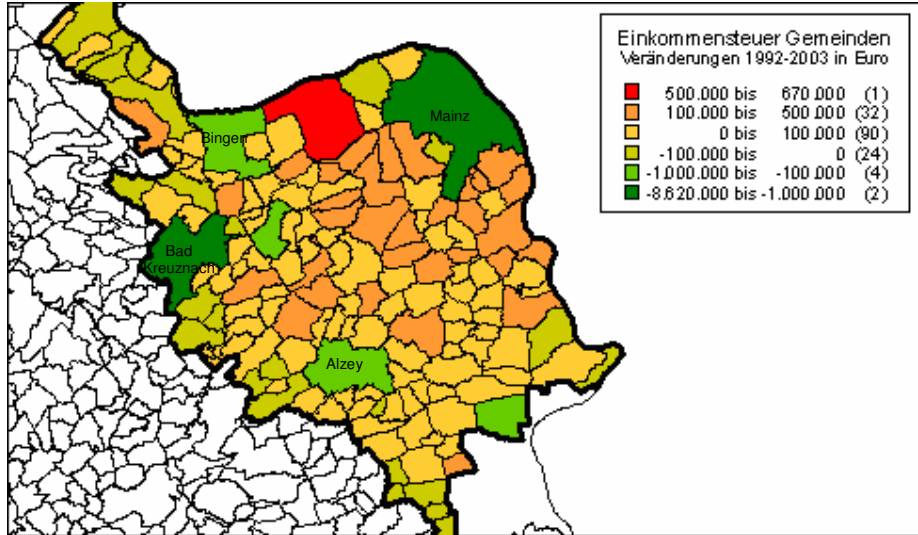 Einkommensteuer Gemeinden
Veränderungen 1992-2003 in Euro
500.000 bis 670.000 (1)
100.000 bis 500.000 (32)
0 bis 100.000 (90)
-100.000 bis 0 (24)
-1.000.000 bis -100.000 (4)
-8.620.000 bis -1.000.000 (2)
Mainz
Bingen
Bad
Kreuznach
Alzey